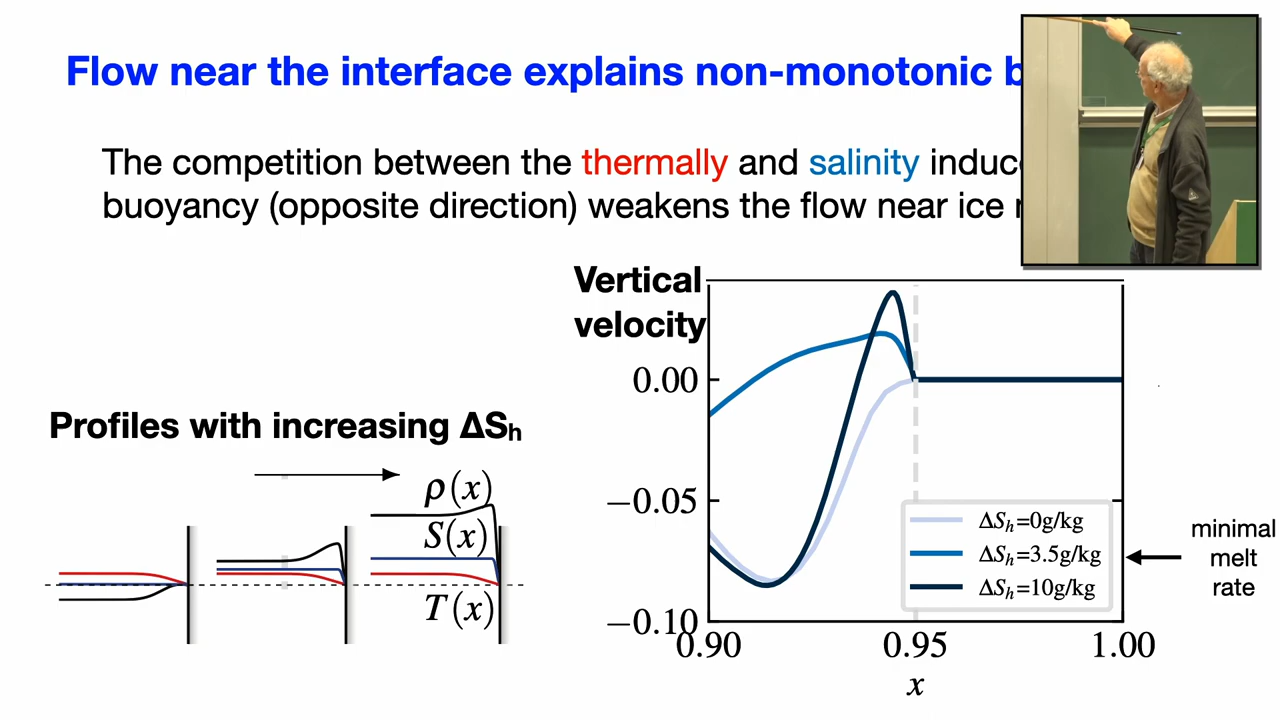 Flow near the interface explains non-monotonic
The competition between the thermally and salinity
buoyancy (opposite direction) weakens the flow near ice
Vertical
velocity
0.00
−0.05
−0.10
0.90
0.95
1.00
x
ΔSₕ=0g/kg
ΔSₕ=3.5g/kg
ΔSₕ=10g/kg
minimal
melt
rate
Profiles with increasing ΔSₕ
ρ(x)
S(x)
T(x)